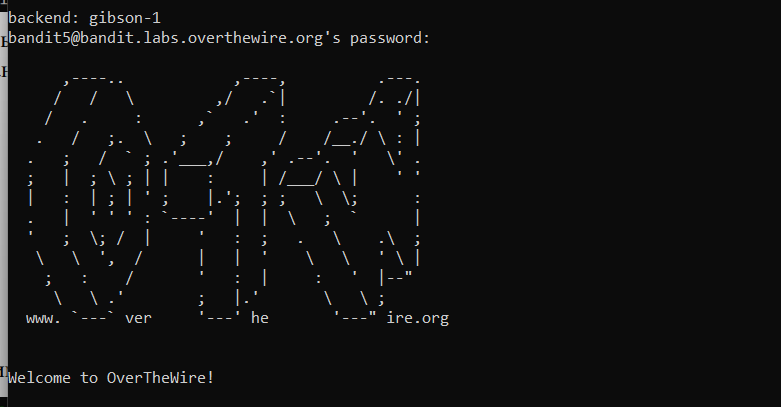 backend: gibson-1
bandit5@bandit.labs.overthewire.org's password:
www. ver he ire.org
Welcome to OverTheWire!